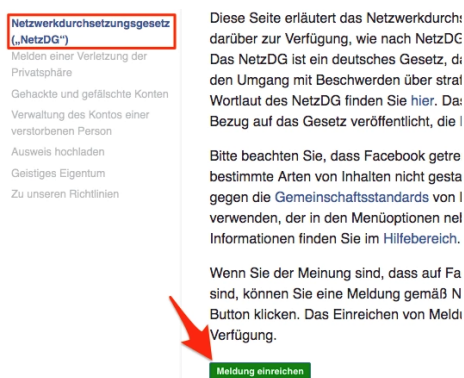 Netzwerkdurchsetzungsgesetz
(„NetzDG“)
Melden einer Verletzung der
Privatsphäre
Gehackte und gefälschte Konten
Verwaltung des Kontos einer
verstorbenen Person
Ausweis hochladen
Geistiges Eigentum
Zu unseren Richtlinien
Diese Seite erläutert das Netzwerkdurchs
darüber zur Verfügung, wie nach NetzDG
Das NetzDG ist ein deutsches Gesetz, da
den Umgang mit Beschwerden über straf
Wortlaut des NetzDG finden Sie hier. Das
Bezug auf das Gesetz veröffentlicht, die
Bitte beachten Sie, dass Facebook getre
bestimmte Arten von Inhalten nicht gesta
gegen die Gemeinschaftsstandards von
verwenden, der in den Menüoptionen nel
Informationen finden Sie im Hilfebereich.
Wenn Sie der Meinung sind, dass auf Fa
sind, können Sie eine Meldung gemäß N
Button klicken. Das Einreichen von Meldu
Verfügung.
Meldung einreichen